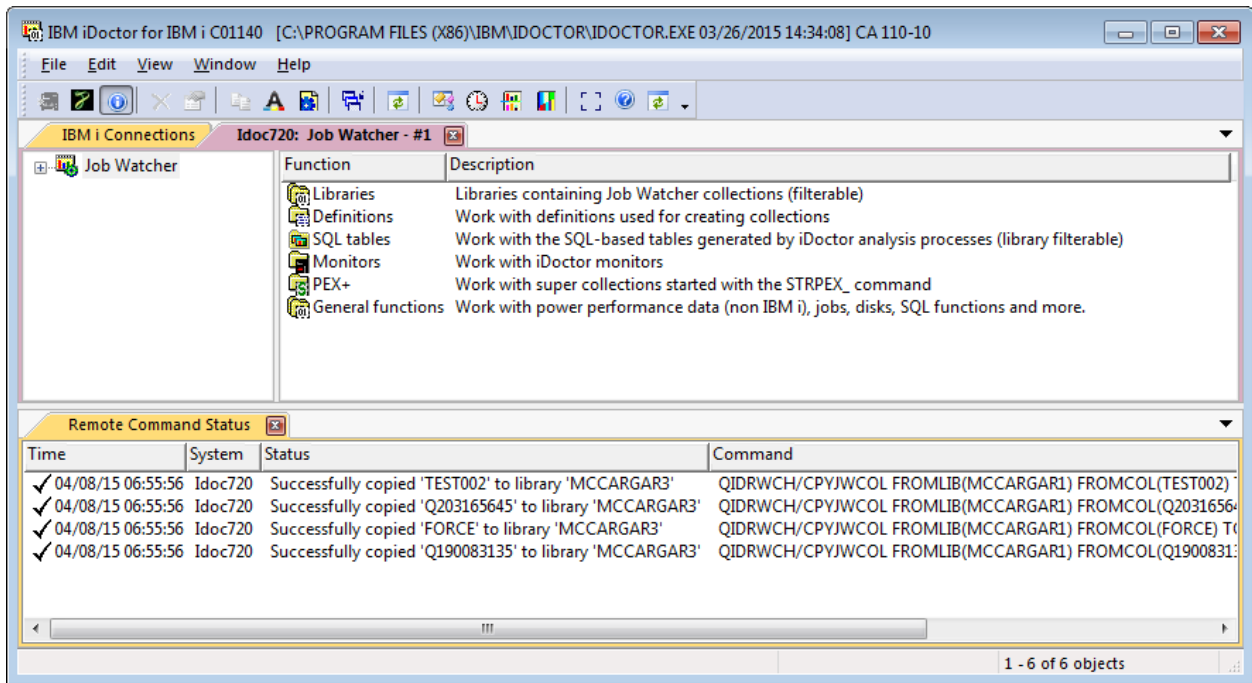 IBM iDoctor for IBM i C01140 [C:\PROGRAM FILES (X86)\IBM\IDOCTOR\IDOCTOR.EXE 03/26/2015 14:34:08] CA 110-10
File Edit View Window Help
IBM i Connections Idoc720: Job Watcher - #1
Job Watcher
Function Description
Libraries Libraries containing Job Watcher collections (filterable)
Definitions Work with definitions used for creating collections
SQL tables Work with the SQL-based tables generated by iDoctor analysis processes (library filterable)
Monitors Work with iDoctor monitors
PEX+ Work with super collections started with the STRPEX_ command
General functions Work with power performance data (non IBM i), jobs, disks, SQL functions and more.
Remote Command Status
Time System Status Command
04/08/15 06:55:56 Idoc720 Successfully copied 'TEST002' to library 'MCCARGAR3' QIDRWCH/CPYJWCOL FROMLIB(MCCARGAR1) FROMCOL(TEST002)
04/08/15 06:55:56 Idoc720 Successfully copied 'Q203165645' to library 'MCCARGAR3' QIDRWCH/CPYJWCOL FROMLIB(MCCARGAR1) FROMCOL(Q20316564
04/08/15 06:55:56 Idoc720 Successfully copied 'FORCE' to library 'MCCARGAR3' QIDRWCH/CPYJWCOL FROMLIB(MCCARGAR1) FROMCOL(FORCE) TO
04/08/15 06:55:56 Idoc720 Successfully copied 'Q190083135' to library 'MCCARGAR3' QIDRWCH/CPYJWCOL FROMLIB(MCCARGAR1) FROMCOL(Q19008313
1 - 6 of 6 objects